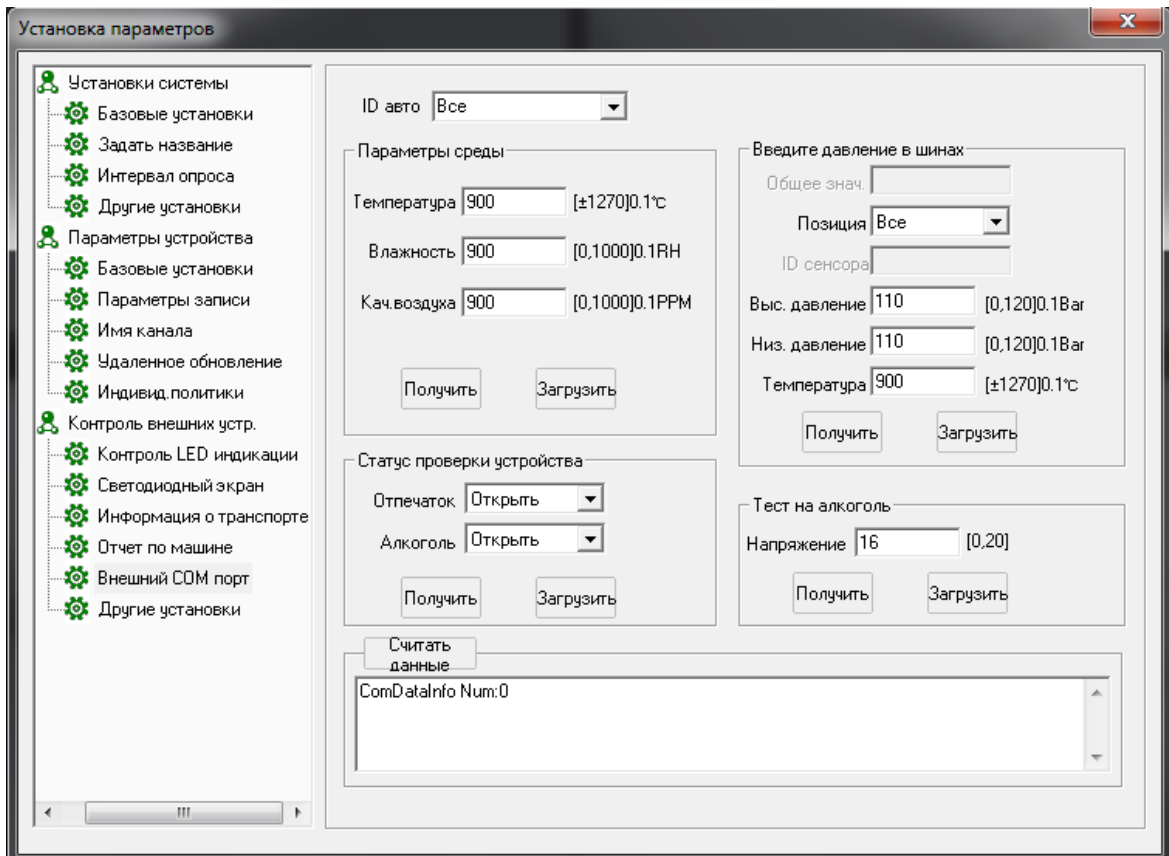 Установка параметров
Установки системы
Базовые установки
Задать название
Интервал опроса
Другие установки
Параметры устройства
Базовые установки
Параметры записи
Имя канала
Удаленное обновление
Индивид.политики
Контроль внешних устр.
Контроль LED индикации
Светодиодный экран
Информация о транспорте
Отчет по машине
Внешний COM порт
Другие установки
ID авто Все
Параметры среды
Температура 900 [±1270]0.1℃
Влажность 900 [0,1000]0.1RH
Кач.воздуха 900 [0,1000]0.1PPM
Получить Загрузить
Введите давление в шинах
Общее знач.
Позиция Все
ID сенсора
Выс. давление 110 [0,120]0.1Bar
Низ. давление 110 [0,120]0.1Bar
Температура 900 [±1270]0.1℃
Получить Загрузить
Статус проверки устройства
Отпечаток Открыть
Алкоголь Открыть
Получить Загрузить
Тест на алкоголь
Напряжение 16 [0,20]
Получить Загрузить
Считать
данные
ComDataInfo Num:0